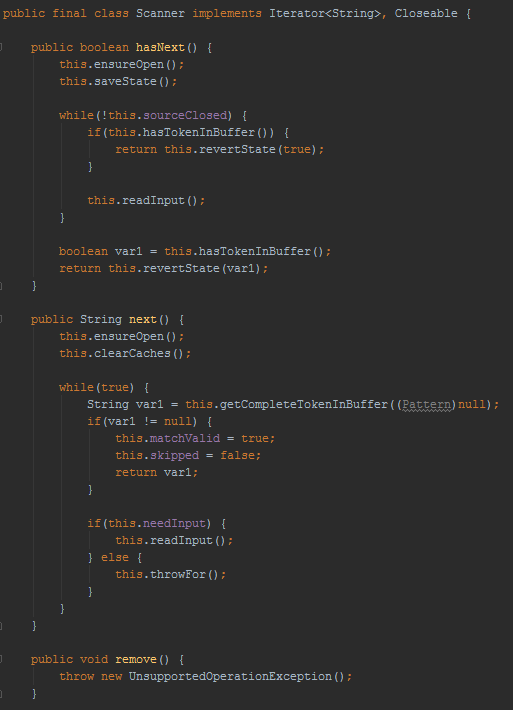 public final class Scanner implements Iterator<String>, Closeable {
public boolean hasNext() {
this.ensureOpen();
this.saveState();
while(!this.sourceClosed) {
if(this.hasTokenInBuffer()) {
return this.revertState(true);
}
this.readInput();
}
boolean var1 = this.hasTokenInBuffer();
return this.revertState(var1);
}
public String next() {
this.ensureOpen();
this.clearCaches();
while(true) {
String var1 = this.getCompleteTokenInBuffer((Pattern)null);
if(var1 != null) {
this.matchValid = true;
this.skipped = false;
return var1;
}
if(this.needInput) {
this.readInput();
} else {
this.throwFor();
}
}
}
public void remove() {
throw new UnsupportedOperationException();
}